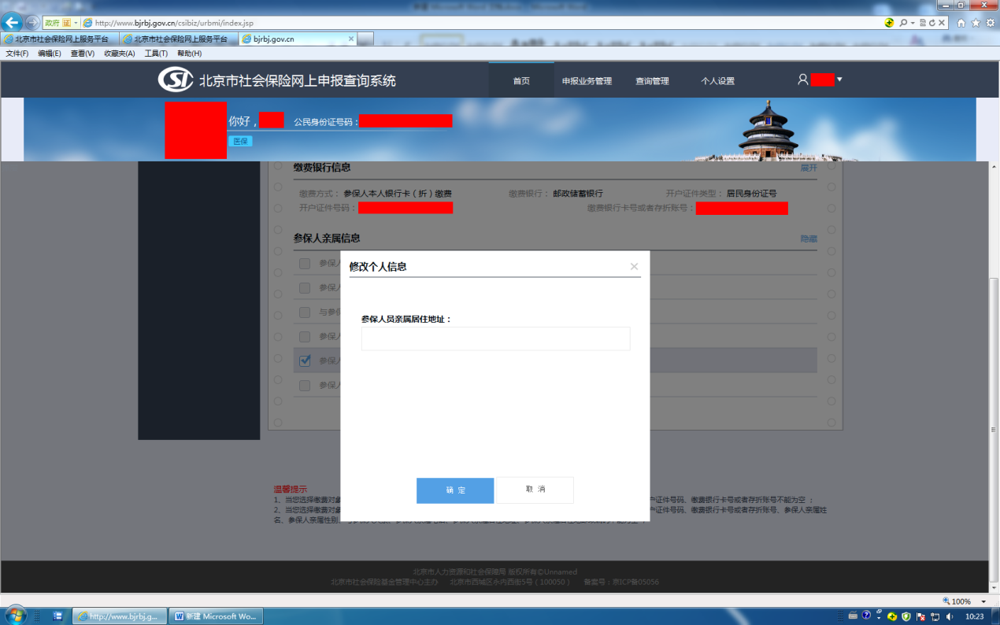 政府 http://www.bjrbj.gov.cn/csibiz/urbmi/index.jsp
北京市社会保险网上服务平台 北京市社会保险网上服务平台 bjrbj.gov.cn
文件(F) 编辑(E) 查看(V) 收藏夹(A) 工具(T) 帮助(H)
CSI 北京市社会保险网上申报查询系统 首页 申报业务管理 查询管理 个人设置
你好， 公民身份证号码：
医保
缴费银行信息 展开
缴费方式： 参保人本人银行卡（折）缴费 缴费银行： 邮政储蓄银行 开户证件类型： 居民身份证号
开户证件号码： 缴费银行卡号或者存折账号：
参保人亲属信息 隐藏
修改个人信息
参保人员亲属居住地址：
参保
参保
与参
参保
参保
参保
确 定 取 消
温馨提示
1、当您选择缴费对 户证件号码、缴费银行卡号或者存折账号不能为空 ；
2、当您选择缴费对 户证件号码、缴费银行卡号或者存折账号、参保人亲属姓
名、参保人亲属性别、
北京市人力资源和社会保障局 版权所有©Unnamed
北京市社会保险基金管理中心主办 北京市西城区永内西街5号（100050） 备案号：京ICP备05056
100%
http://www.bjrbj.g... 新建 Microsoft Wo... 10:23